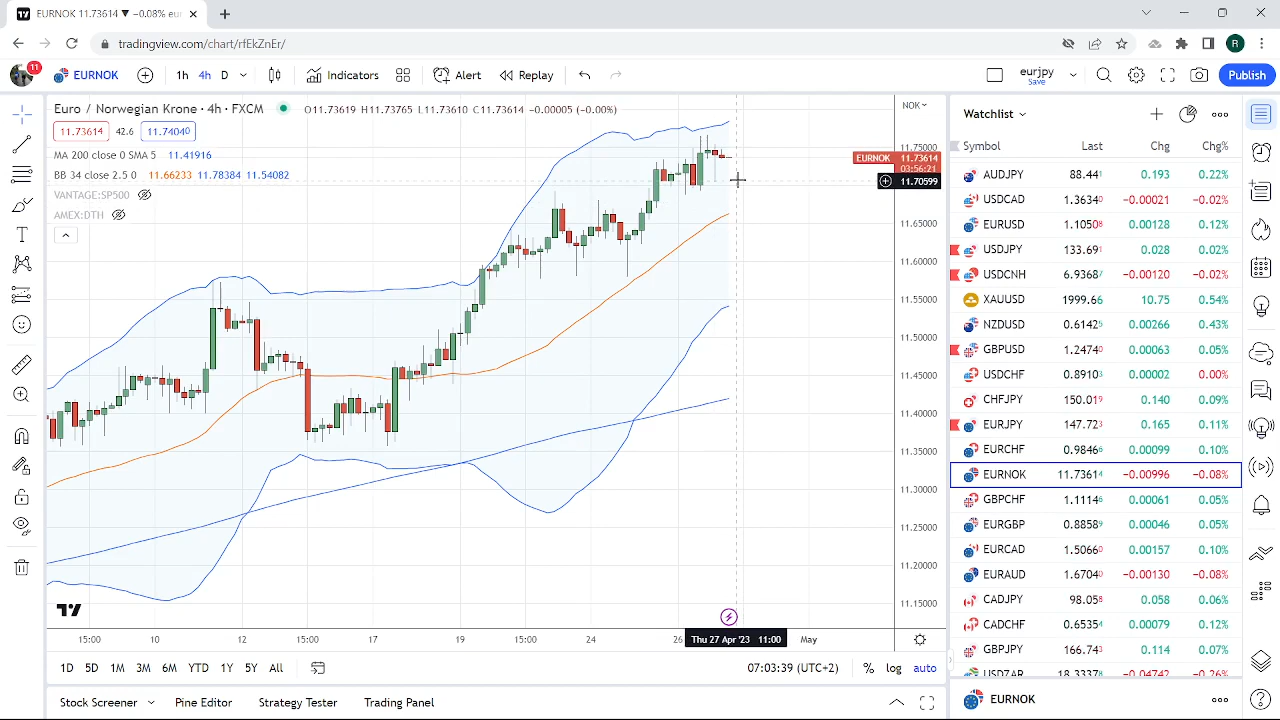 EURNOK 11.73614 ▼ −0.08% eur
tradingview.com/chart/rfEkZnEr/
R
11
EURNOK 1h 4h D Indicators Alert Replay eurjpy Save Publish
Euro / Norwegian Krone · 4h · FXCM O11.73619 H11.73765 L11.73610 C11.73614 −0.00005 (−0.00%) NOK
11.73614 42.6 11.74040
MA 200 close 0 SMA 5 11.41916
BB 34 close 2.5 0 11.66233 11.78384 11.54082
VANTAGE:SP500
AMEX:DTH
11.75000
EURNOK 11.73614
03:56:21
11.70599
11.65000
11.60000
11.55000
11.50000
11.45000
11.40000
11.35000
11.30000
11.25000
11.20000
11.15000
15:00 10 12 15:00 17 19 15:00 24 26 Thu 27 Apr '23 11:00 May
1D 5D 1M 3M 6M YTD 1Y 5Y All 07:03:39 (UTC+2) % log auto
Stock Screener Pine Editor Strategy Tester Trading Panel
Watchlist
Symbol Last Chg Chg%
AUDJPY 88.441 0.193 0.22%
USDCAD 1.36340 −0.00021 −0.02%
EURUSD 1.10508 0.00128 0.12%
USDJPY 133.691 0.028 0.02%
USDCNH 6.93687 −0.00120 −0.02%
XAUUSD 1999.66 10.75 0.54%
NZDUSD 0.61425 0.00266 0.43%
GBPUSD 1.24740 0.00063 0.05%
USDCHF 0.89103 0.00002 0.00%
CHFJPY 150.019 0.140 0.09%
EURJPY 147.723 0.165 0.11%
EURCHF 0.98466 0.00099 0.10%
EURNOK 11.73614 −0.00996 −0.08%
GBPCHF 1.11146 0.00061 0.05%
EURGBP 0.88589 0.00046 0.05%
EURCAD 1.50660 0.00157 0.10%
EURAUD 1.67040 −0.00130 −0.08%
CADJPY 98.058 0.058 0.06%
CADCHF 0.65354 0.00079 0.12%
GBPJPY 166.743 0.114 0.07%
USDZAR 18.33378 −0.04742 −0.26%
EURNOK